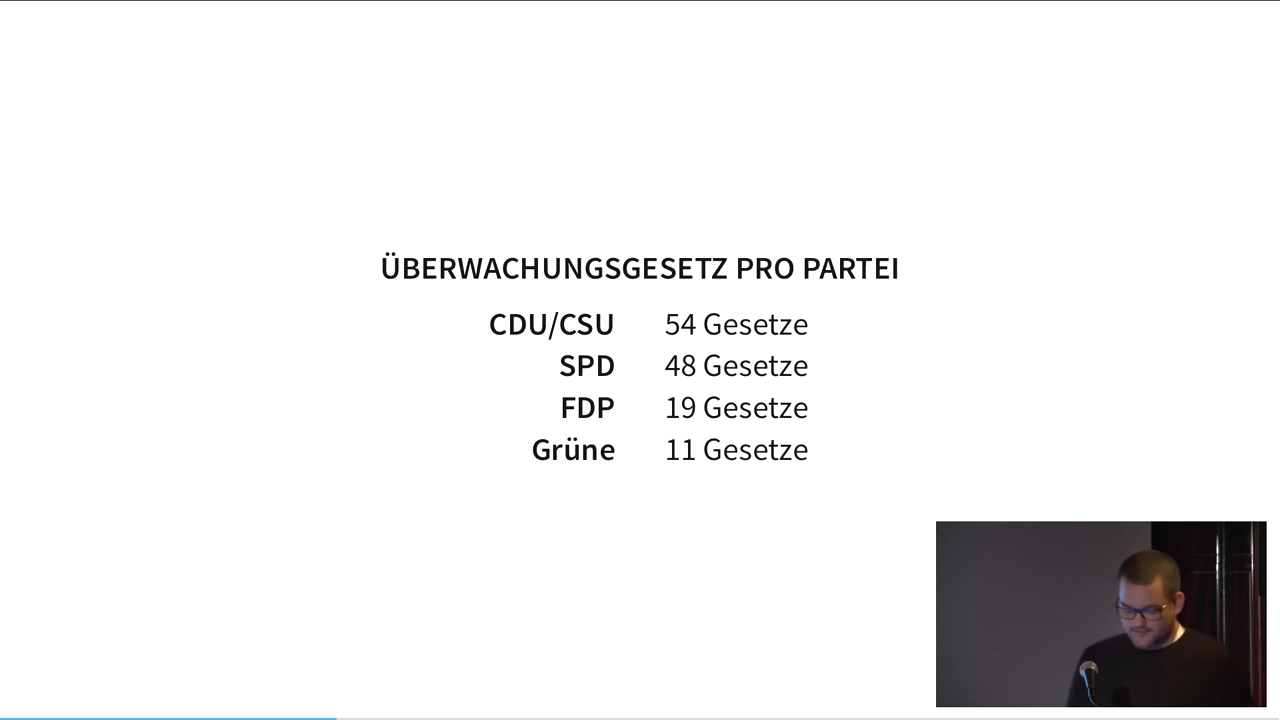 ÜBERWACHUNGSGESETZ PRO PARTEI
CDU/CSU 54 Gesetze
SPD 48 Gesetze
FDP 19 Gesetze
Grüne 11 Gesetze